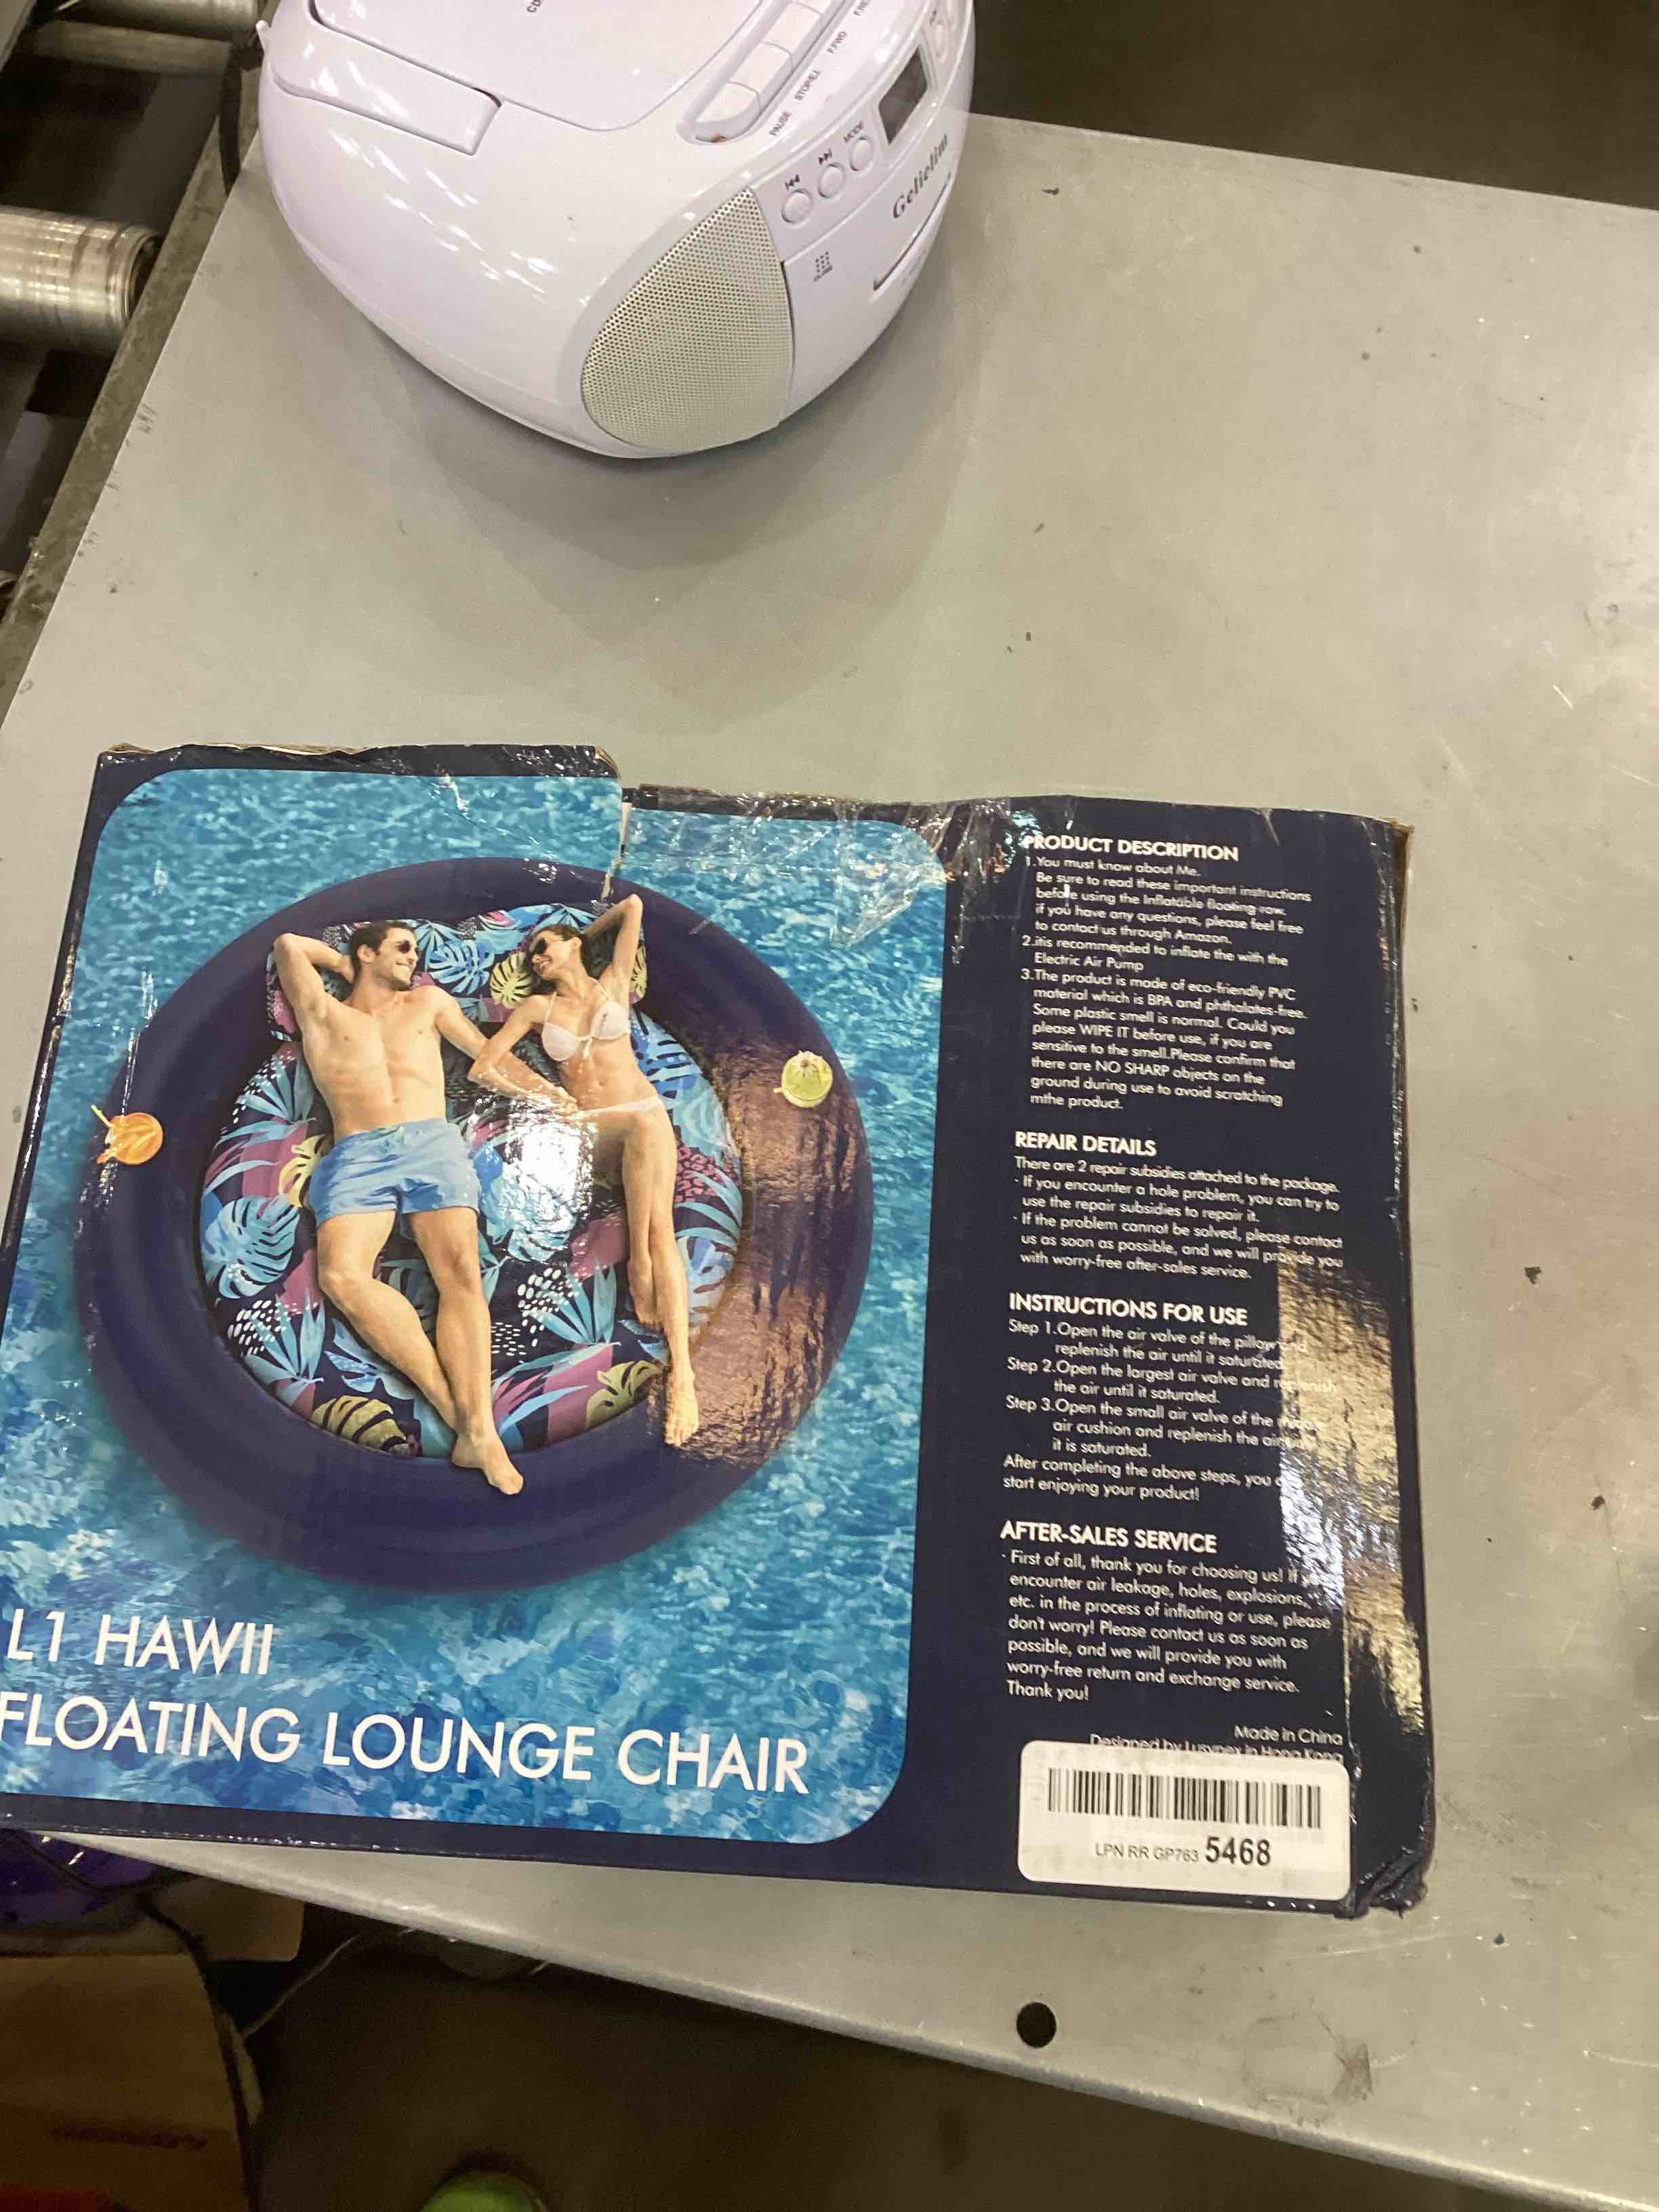 CD
PAUSE
STOP/EJ.
F.FWD
MODE
Gelielim
PRODUCT DESCRIPTION
1.You must know about Me.
Be sure to read these important instructions
before using the Inflatable floating row.
if you have any questions, please feel free
to contact us through Amazon.
2.itis recommended to inflate the with the
Electric Air Pump
3.The product is made of eco-friendly PVC
material which is BPA and phthalates-free.
Some plastic smell is normal. Could you
please WIPE IT before use, if you are
sensitive to the smell.Please confirm that
there are NO SHARP objects on the
ground during use to avoid scratching
mthe product.
REPAIR DETAILS
There are 2 repair subsidies attached to the package.
· If you encounter a hole problem, you can try to
use the repair subsidies to repair it.
· If the problem cannot be solved, please contact
us as soon as possible, and we will provide you
with worry-free after-sales service.
INSTRUCTIONS FOR USE
Step 1.Open the air valve of the pillow and
replenish the air until it saturated.
Step 2.Open the largest air valve and replenish
the air until it saturated.
Step 3.Open the small air valve of the
air cushion and replenish the air
it is saturated.
After completing the above steps, you
start enjoying your product!
AFTER-SALES SERVICE
· First of all, thank you for choosing us! If you
encounter air leakage, holes, explosions,
etc. in the process of inflating or use, please
don't worry! Please contact us as soon as
possible, and we will provide you with
worry-free return and exchange service.
Thank you!
Made in China
Designed by Lusvnex in Hong Kong
LPN RR GP763 5468
L1 HAWII
FLOATING LOUNGE CHAIR